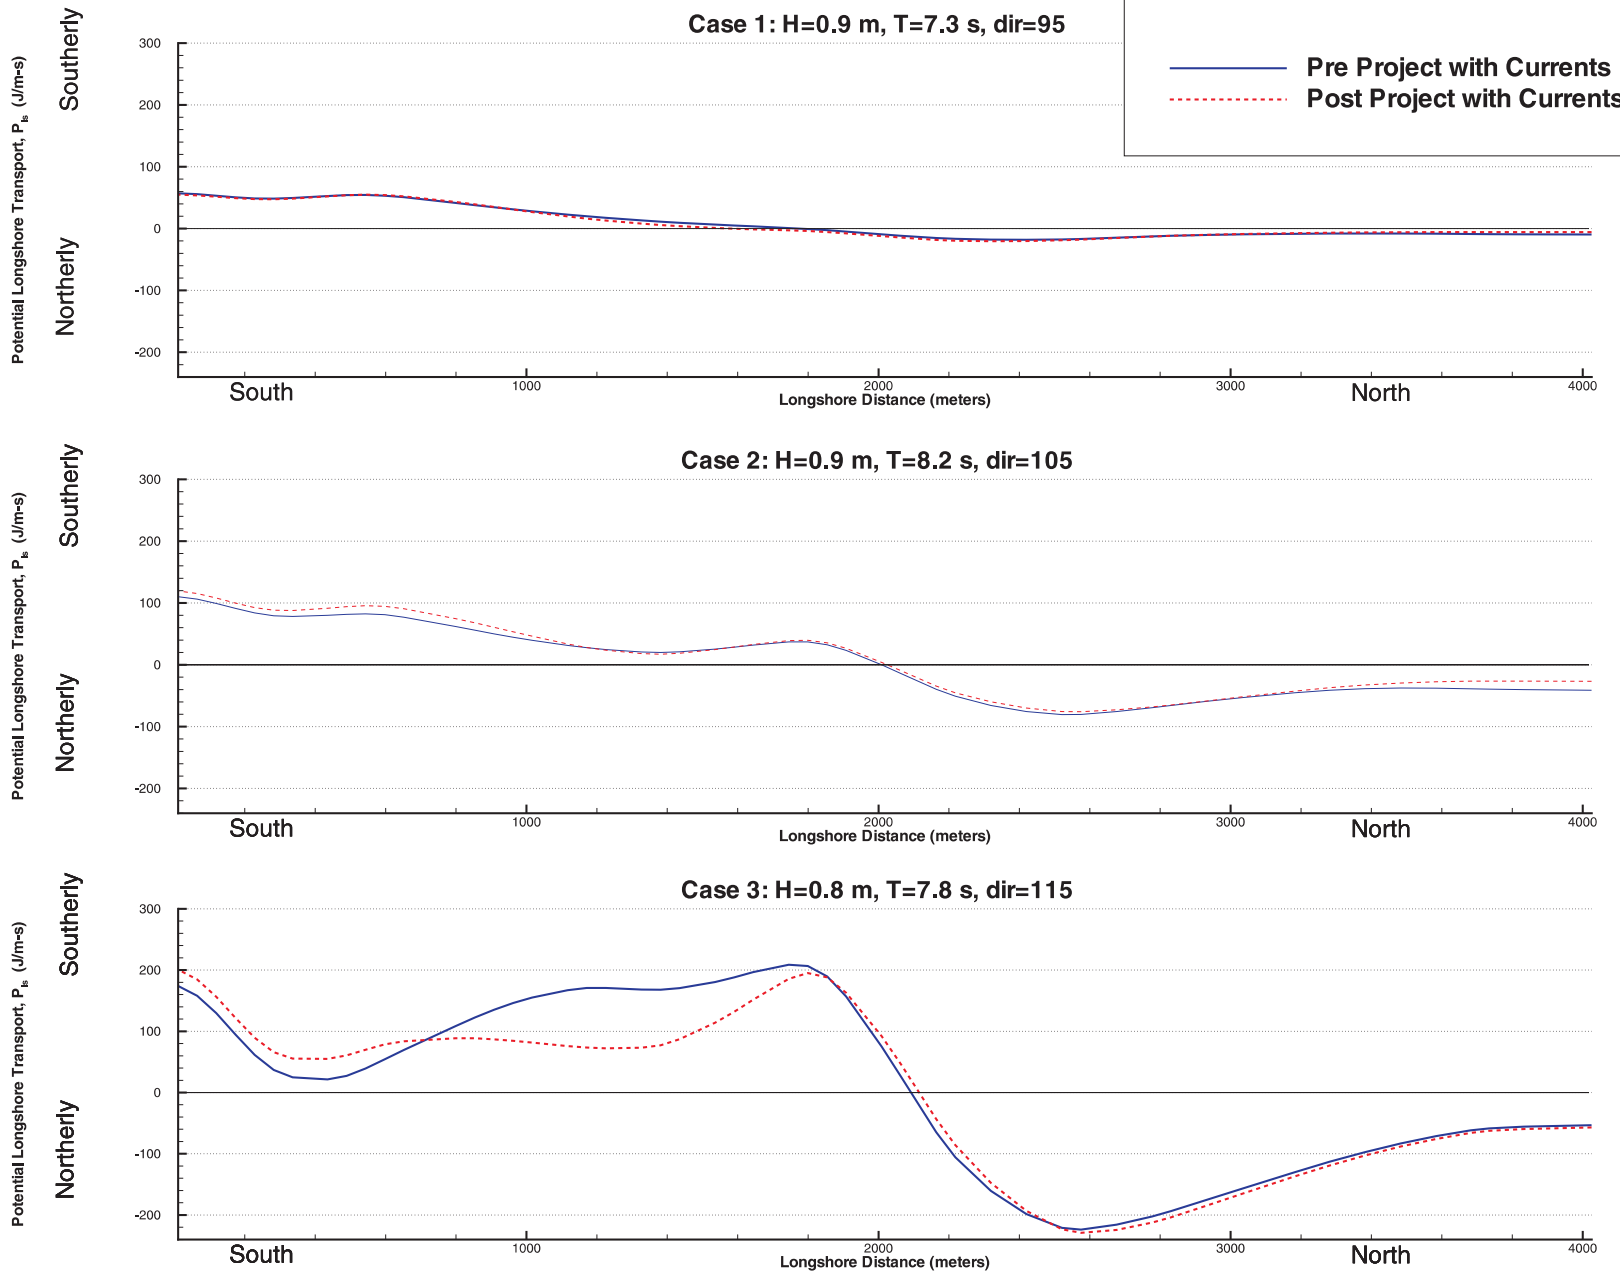 Case 1: H=0.9 m, T=7.3 s, dir=95
Pre Project with Currents
Post Project with Currents
Potential Longshore Transport, Pls (J/m-s)
Southerly
Northerly
300
200
100
0
-100
-200
1000
2000
3000
4000
South
Longshore Distance (meters)
North
Case 2: H=0.9 m, T=8.2 s, dir=105
Potential Longshore Transport, Pls (J/m-s)
Southerly
Northerly
300
200
100
0
-100
-200
1000
2000
3000
4000
South
Longshore Distance (meters)
North
Case 3: H=0.8 m, T=7.8 s, dir=115
Potential Longshore Transport, Pls (J/m-s)
Southerly
Northerly
300
200
100
0
-100
-200
1000
2000
3000
4000
South
Longshore Distance (meters)
North